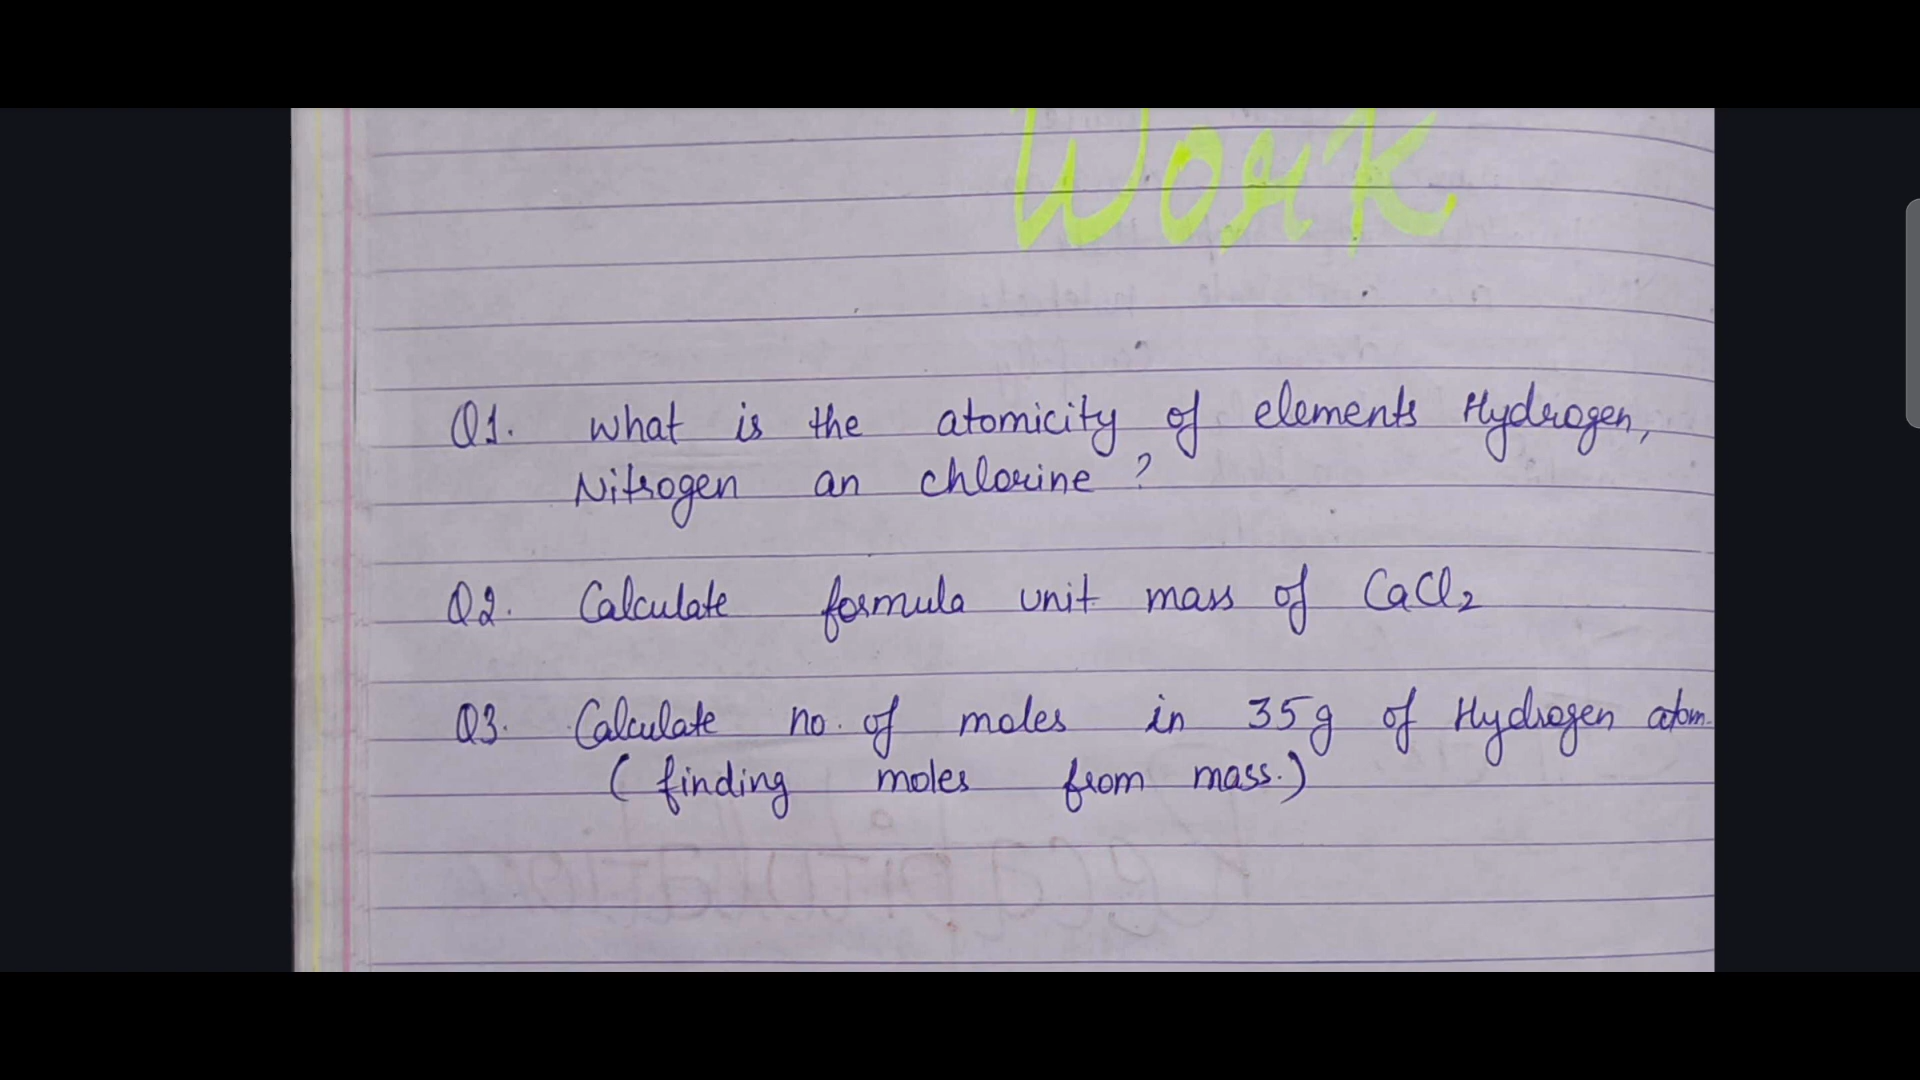 Work
Q1. What is the atomicity of elements Hydrogen,
Nitrogen an chlorine ?
Q2. Calculate formula unit mass of CaCl₂
Q3. Calculate no. of moles in 35g of Hydrogen atom.
( finding moles from mass.)